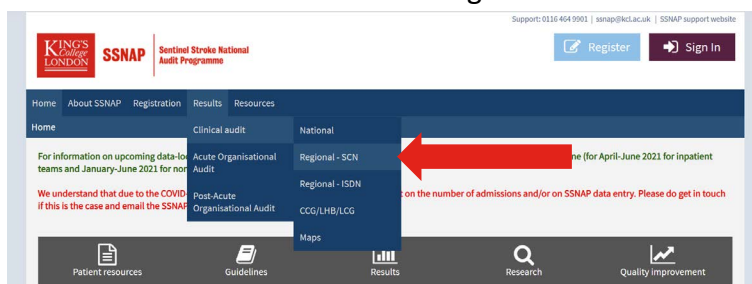 Support: 0116 464 9901 | ssnap@kcl.ac.uk | SSNAP support website
KING'S
College
LONDON
SSNAP
Sentinel Stroke National
Audit Programme
Register
Sign In
Home About SSNAP Registration Results Resources
Home
Clinical audit
National
Acute Organisational
Audit
Regional - SCN
Post-Acute
Organisational Audit
Regional - ISDN
CCG/LHB/LCG
Maps
For information on upcoming data-
(for April-June 2021 for inpatient
teams and January-June 2021 for
We understand that due to the COVID-
on the number of admissions and/or on SSNAP data entry. Please do get in touch
if this is the case and email the SSNAP
Patient resources
Guidelines
Results
Research
Quality improvement